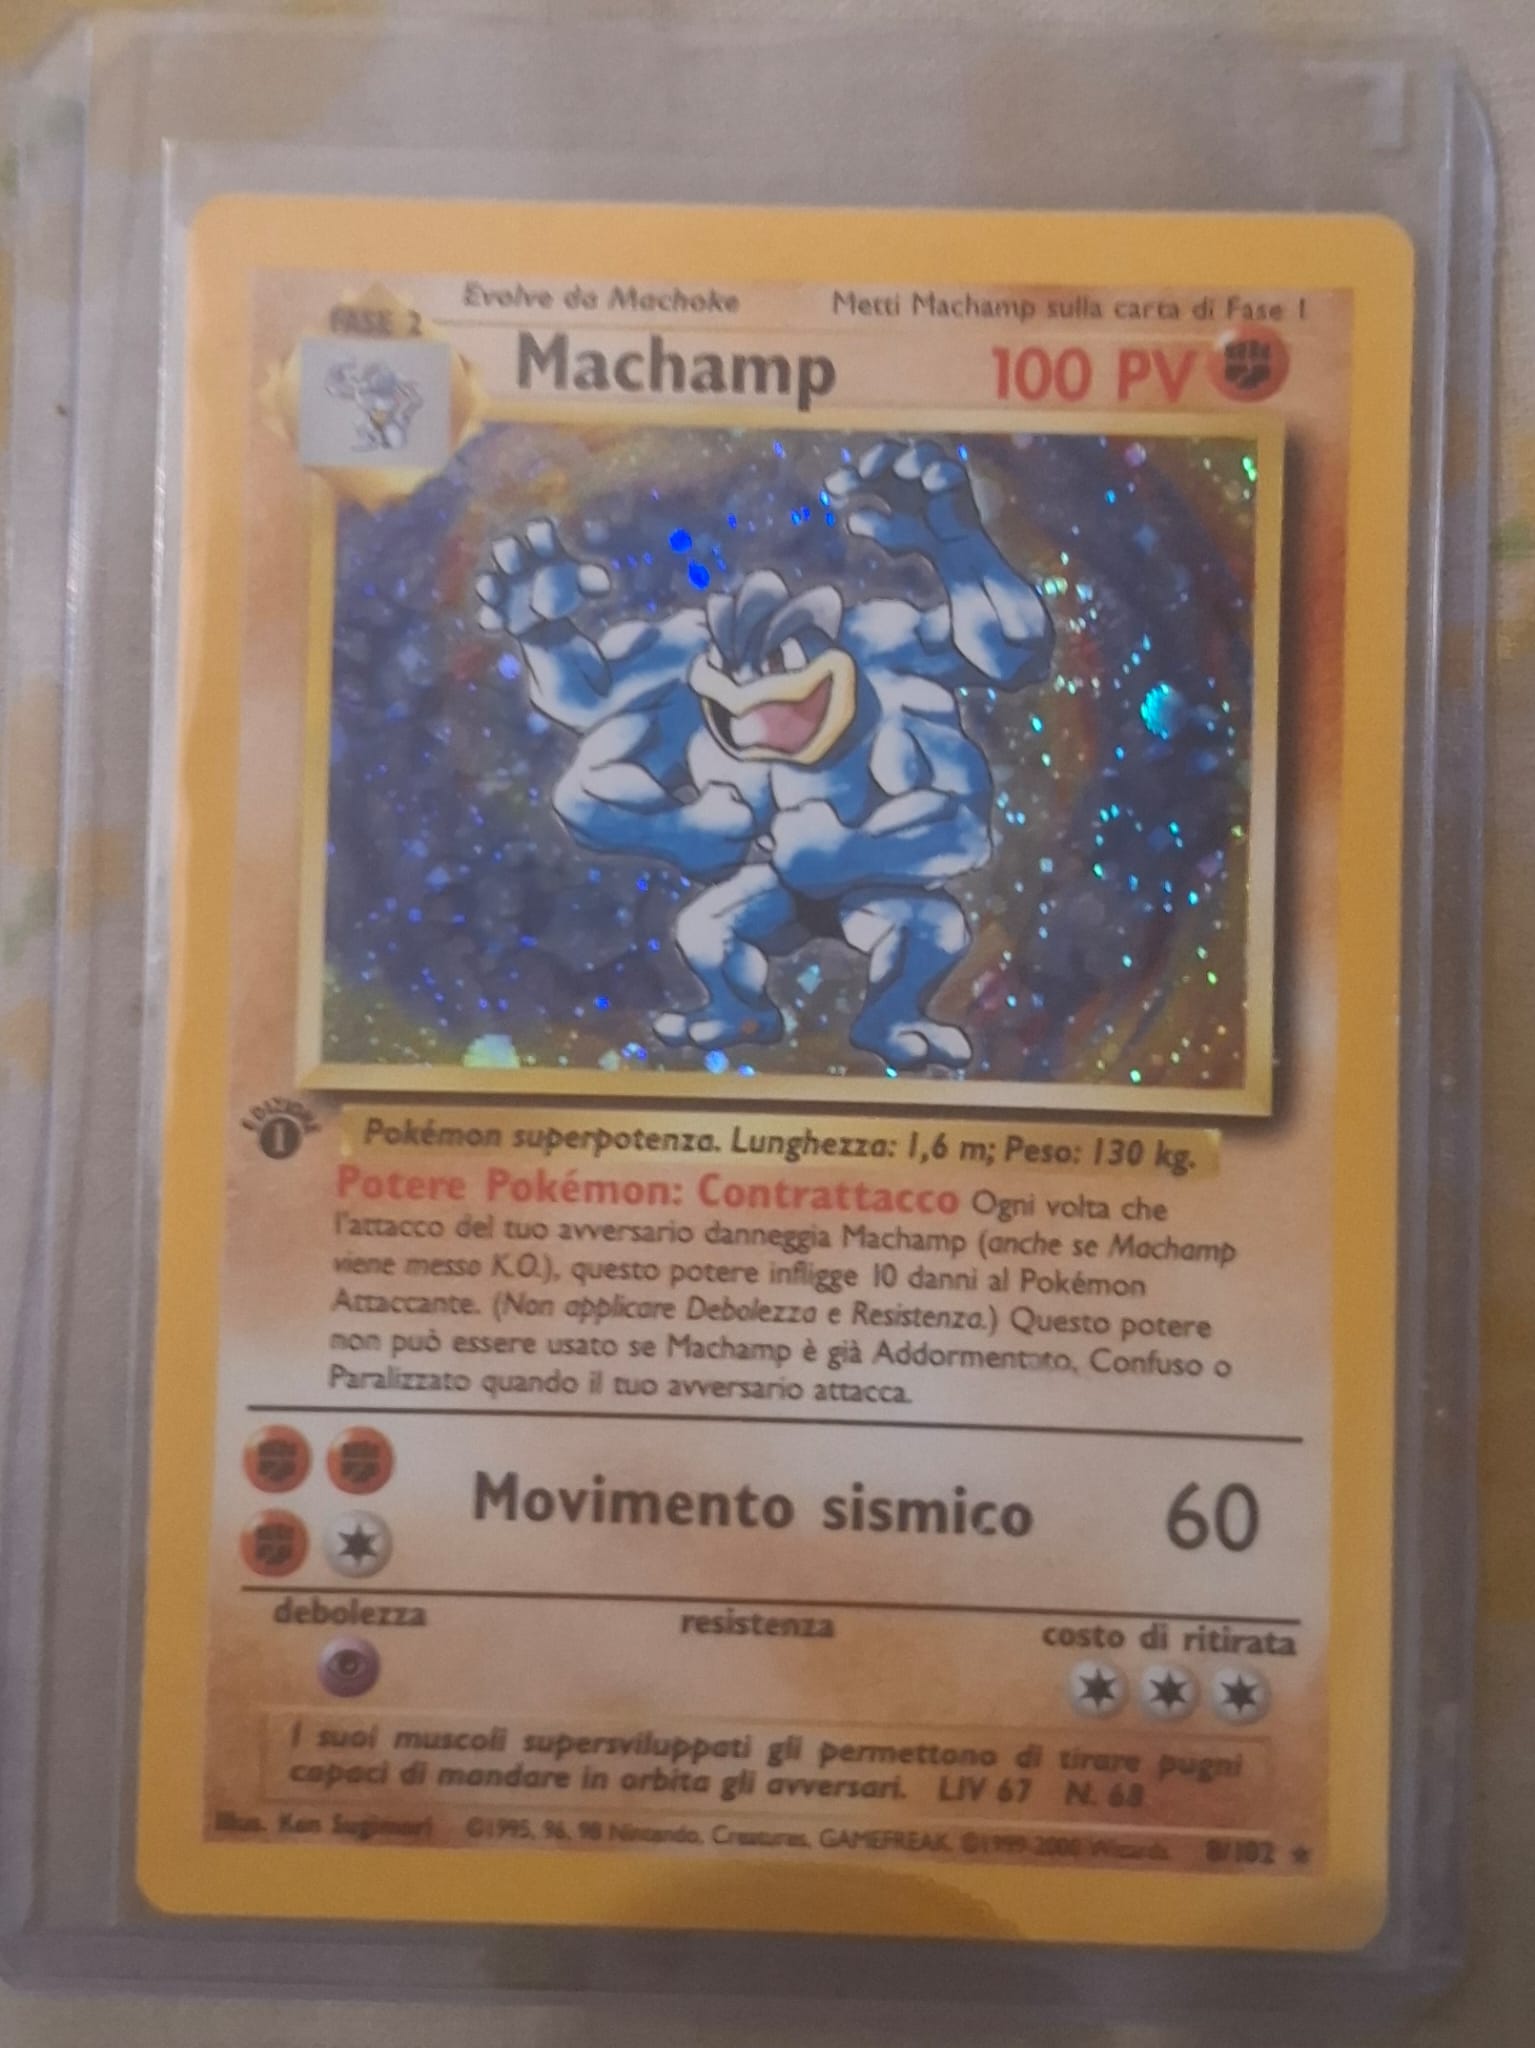 Evolve da Machoke Metti Machamp sulla carta di Fase 1
FASE 2
Machamp 100 PV
EDIZIONE
1
Pokémon superpotenza. Lunghezza: 1,6 m; Peso: 130 kg.
Potere Pokémon: Contrattacco Ogni volta che
l'attacco del tuo avversario danneggia Machamp (anche se Machamp
viene messo K.O.), questo potere infligge 10 danni al Pokémon
Attaccante. (Non applicare Debolezza e Resistenza.) Questo potere
non può essere usato se Machamp è già Addormentato, Confuso o
Paralizzato quando il tuo avversario attacca.
Movimento sismico 60
debolezza resistenza costo di ritirata
I suoi muscoli supersviluppati gli permettono di tirare pugni
capaci di mandare in orbita gli avversari. LIV 67 N. 68
Illus. Ken Sugimori ©1995, 96, 98 Nintendo, Creatures, GAMEFREAK. ©1999-2000 Wizards. 8/102 ★